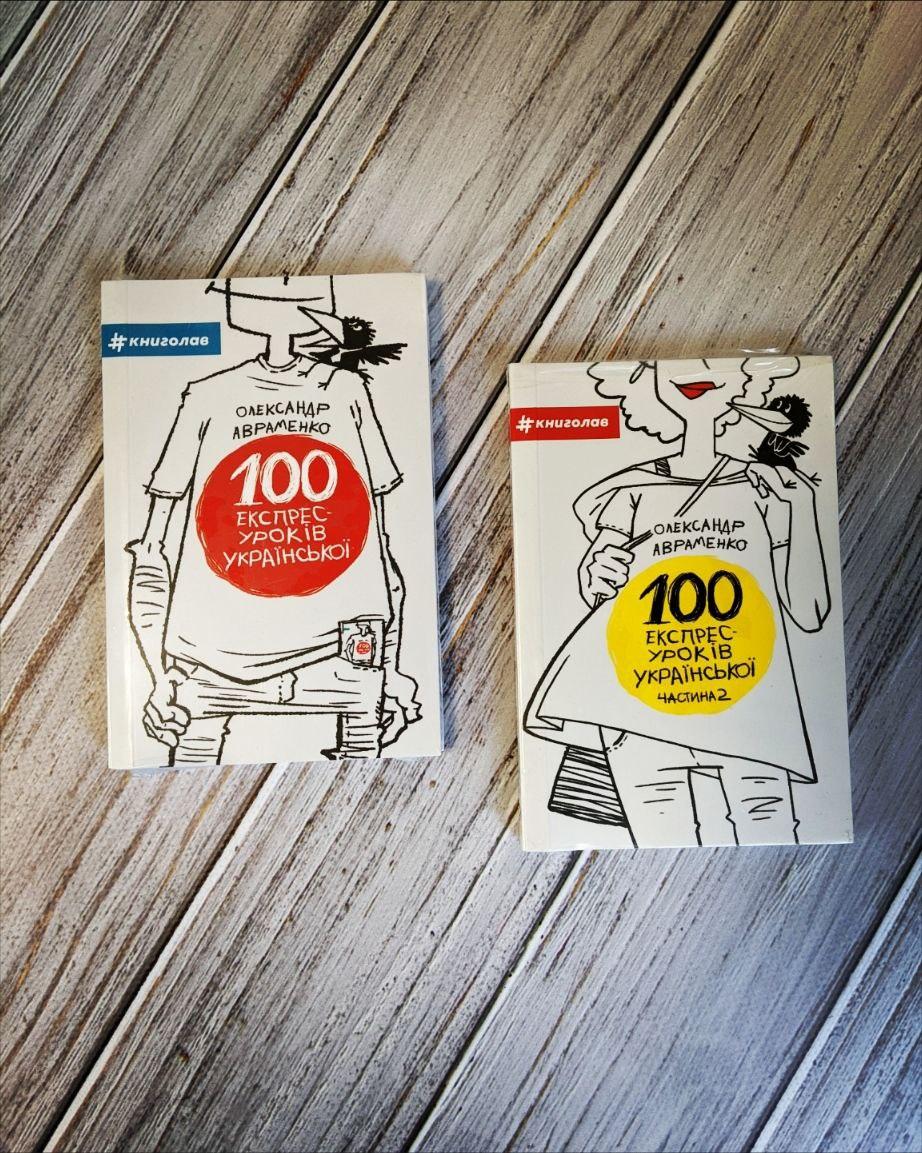 #книголав
ОЛЕКСАНДР
АВРАМЕНКО
100
ЕКСПРЕС-
УРОКІВ
УКРАЇНСЬКОЇ
#книголав
ОЛЕКСАНДР
АВРАМЕНКО
100
ЕКСПРЕС-
УРОКІВ
УКРАЇНСЬКОЇ
ЧАСТИНА 2